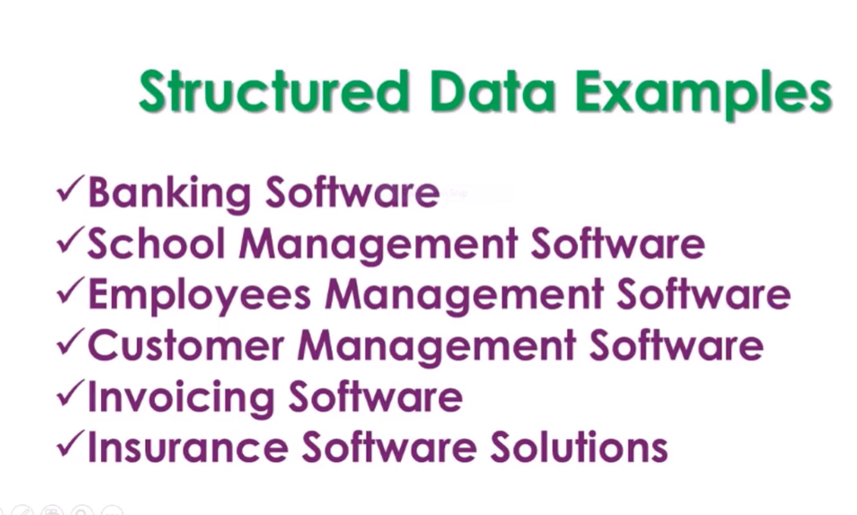 Structured Data Examples
✓Banking Software
✓School Management Software
✓Employees Management Software
✓Customer Management Software
✓Invoicing Software
✓Insurance Software Solutions